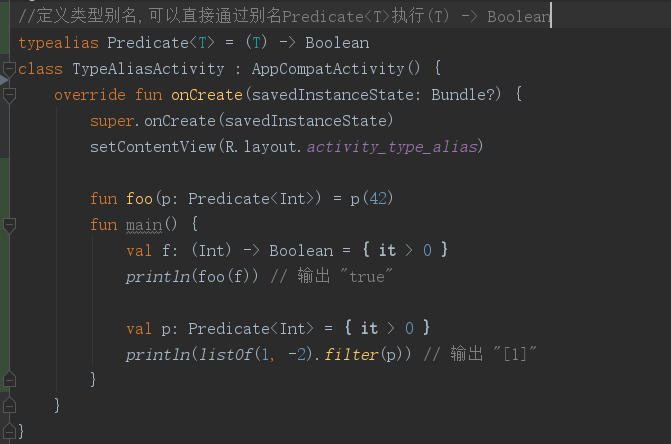 //定义类型别名,可以直接通过别名Predicate<T>执行(T) -> Boolean
typealias Predicate<T> = (T) -> Boolean
class TypeAliasActivity : AppCompatActivity() {
    override fun onCreate(savedInstanceState: Bundle?) {
        super.onCreate(savedInstanceState)
        setContentView(R.layout.activity_type_alias)

        fun foo(p: Predicate<Int>) = p(42)
        fun main() {
            val f: (Int) -> Boolean = { it > 0 }
            println(foo(f)) // 输出 "true"

            val p: Predicate<Int> = { it > 0 }
            println(listOf(1, -2).filter(p)) // 输出 "[1]"
        }
    }
}